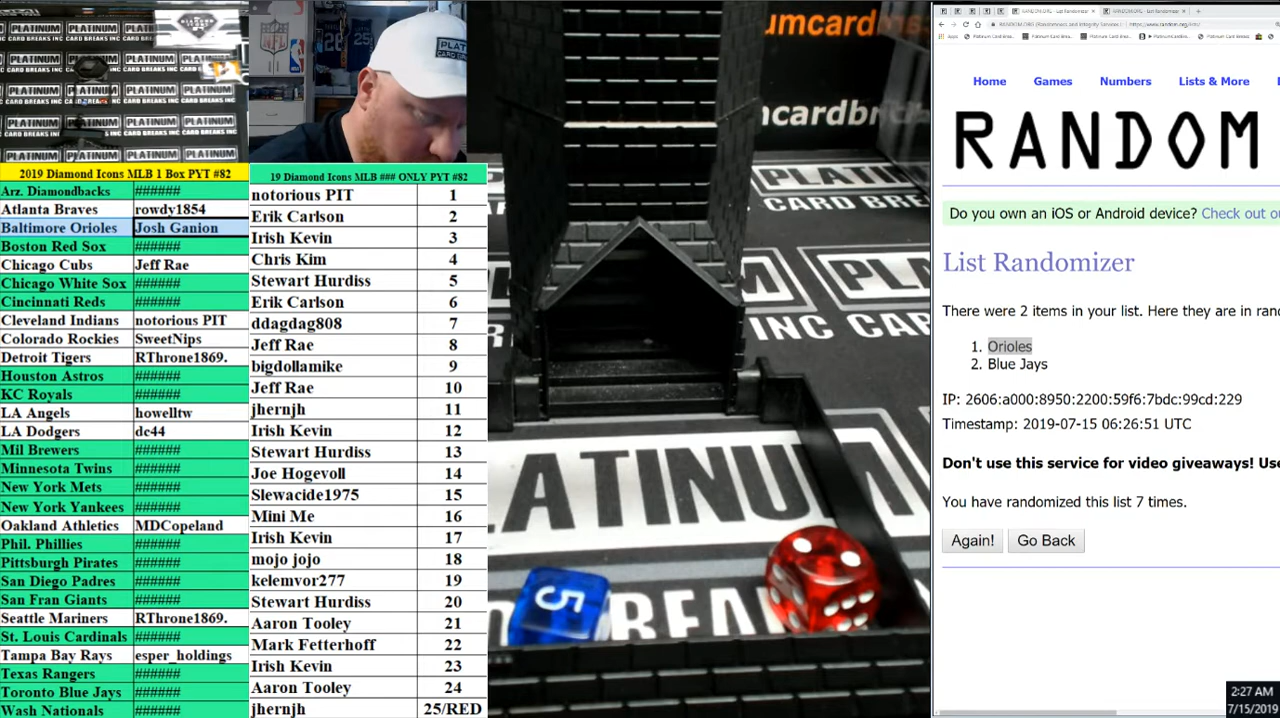 PLATINUM
CARD BREAKS INC
PLATINUM
2019 Diamond Icons MLB 1 Box PYT #82
Arz. Diamondbacks ######
Atlanta Braves rowdy1854
Baltimore Orioles Josh Ganion
Boston Red Sox ######
Chicago Cubs Jeff Rae
Chicago White Sox ######
Cincinnati Reds ######
Cleveland Indians notorious PIT
Colorado Rockies SweetNips
Detroit Tigers RThrone1869.
Houston Astros ######
KC Royals ######
LA Angels howelltw
LA Dodgers dc44
Mil Brewers ######
Minnesota Twins ######
New York Mets ######
New York Yankees ######
Oakland Athletics MDCopeland
Phil. Phillies ######
Pittsburgh Pirates ######
San Diego Padres ######
San Fran Giants ######
Seattle Mariners RThrone1869.
St. Louis Cardinals ######
Tampa Bay Rays esper_holdings
Texas Rangers ######
Toronto Blue Jays ######
Wash Nationals ######
19 Diamond Icons MLB ### ONLY PYT #82
notorious PIT 1
Erik Carlson 2
Irish Kevin 3
Chris Kim 4
Stewart Hurdiss 5
Erik Carlson 6
ddagdag808 7
Jeff Rae 8
bigdollanike 9
Jeff Rae 10
jhernjh 11
Irish Kevin 12
Stewart Hurdiss 13
Joe Hogevoll 14
Slewacide1975 15
Mini Me 16
Irish Kevin 17
mojo jojo 18
kelemvor277 19
Stewart Hurdiss 20
Aaron Tooley 21
Mark Fetterhoff 22
Irish Kevin 23
Aaron Tooley 24
jhernjh 25/RED
umcardb
ncardbr
PLATINUM
CARD BREA
INC CAR
LATINUM
BREA
5
Home Games Numbers Lists & More
RANDOM
Do you own an iOS or Android device? Check out o
List Randomizer
There were 2 items in your list. Here they are in ran
1. Orioles
2. Blue Jays
IP: 2606:a000:8950:2200:59f6:7bdc:99cd:229
Timestamp: 2019-07-15 06:26:51 UTC
Don't use this service for video giveaways! Use
You have randomized this list 7 times.
Again! Go Back
2:27 AM
7/15/2019